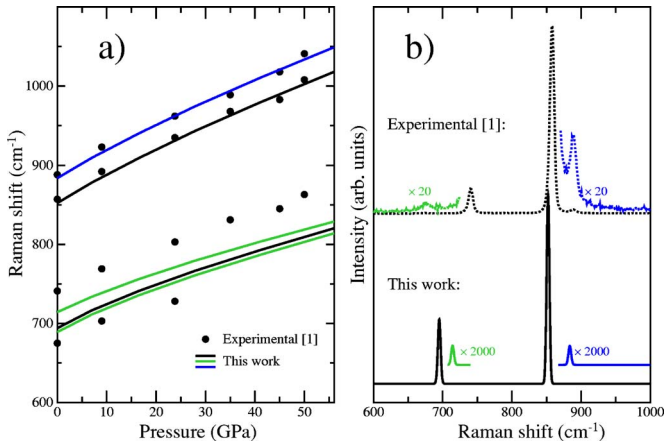 a)
Raman shift (cm⁻¹)
1000
900
800
700
600
0
10
20
30
40
50
Pressure (GPa)
Experimental [1]
This work
b)
Intensity (arb. units)
Experimental [1]:
× 20
× 20
This work:
× 2000
× 2000
600
700
800
900
1000
Raman shift (cm⁻¹)